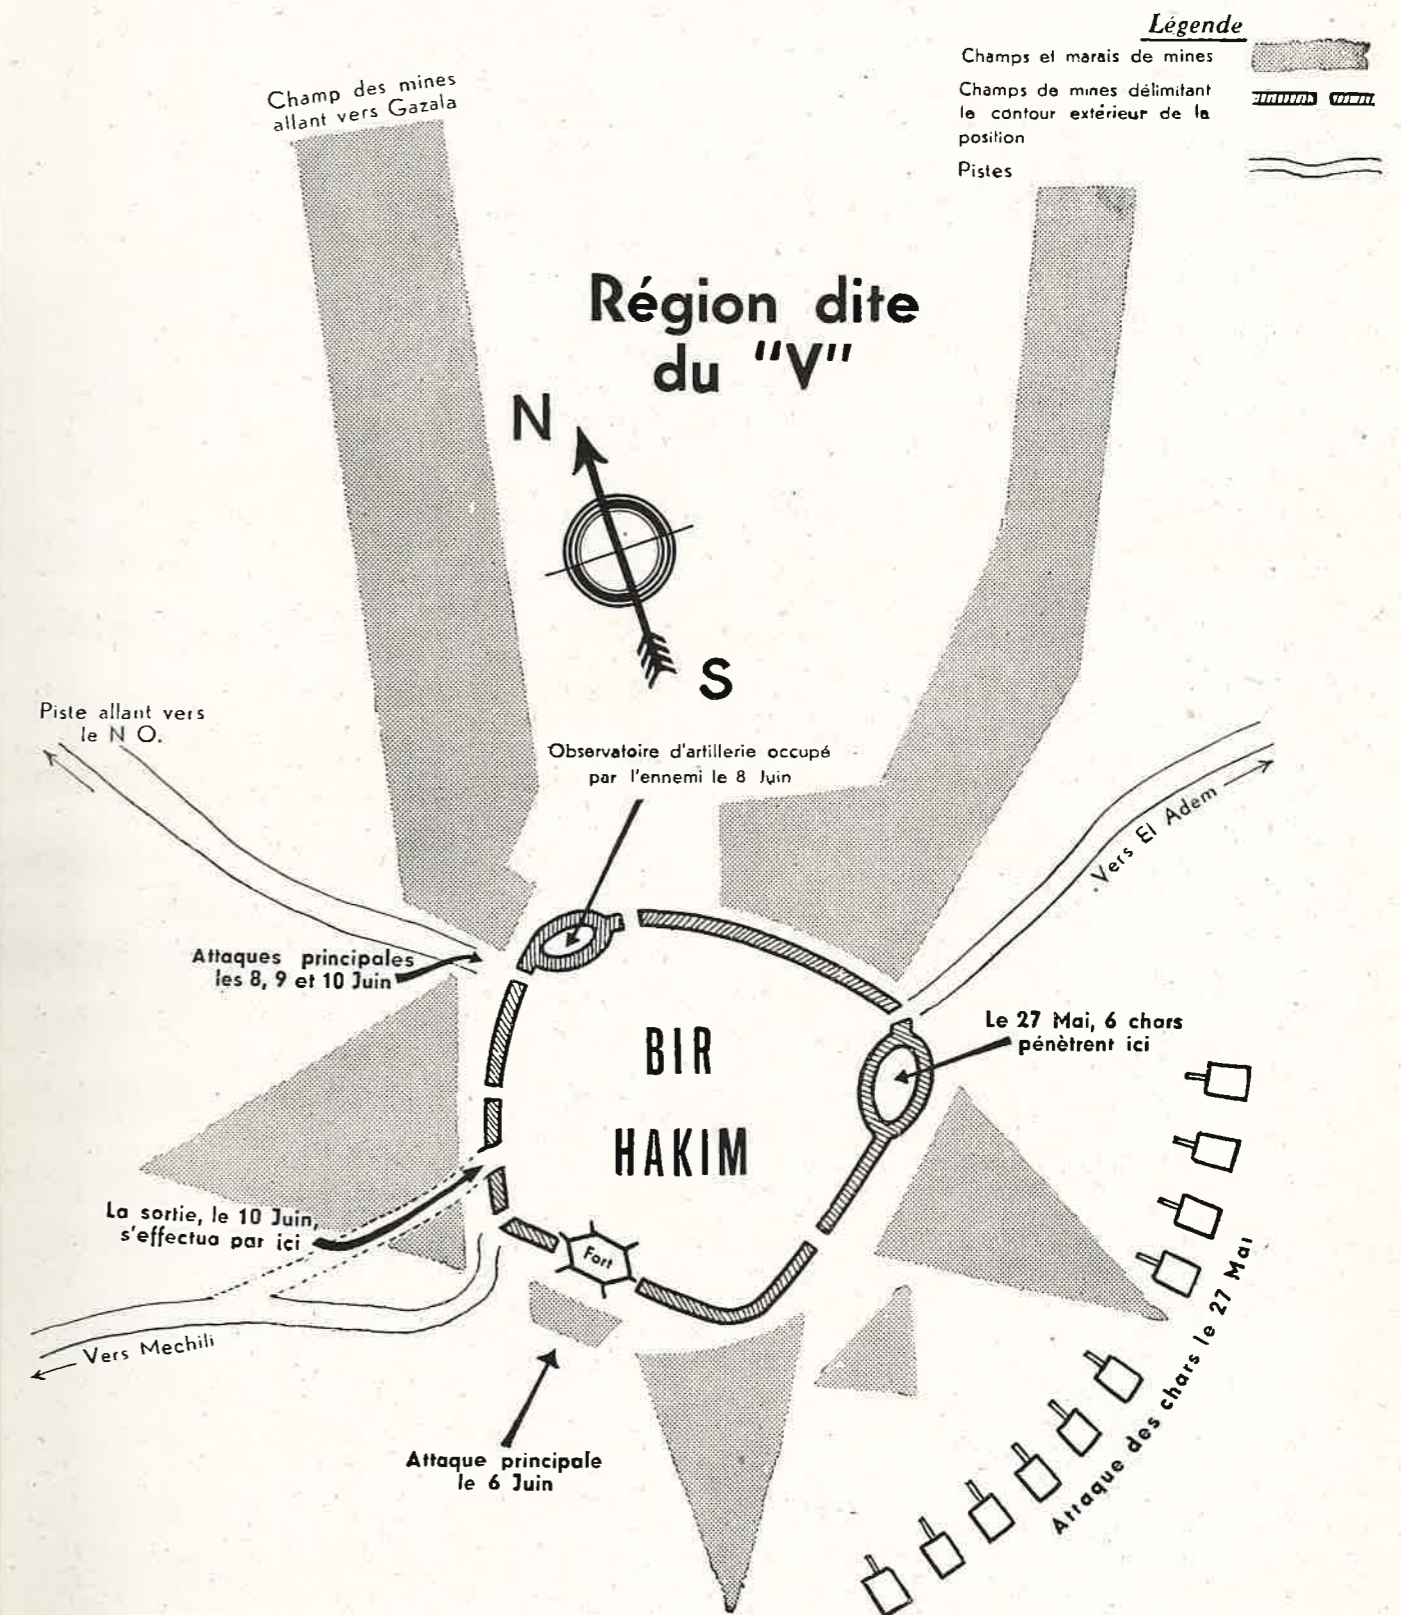 Légende
Champs et marais de mines
Champs de mines délimitant
le contour extérieur de la
position
Pistes
Champ des mines
allant vers Gazala
Région dite
du "V"
N
S
Piste allant vers
le N O.
Observatoire d'artillerie occupé
par l'ennemi le 8 Juin
Vers El Adem
Attaques principales
les 8, 9 et 10 Juin
Le 27 Mai, 6 chars
pénètrent ici
BIR
HAKIM
La sortie, le 10 Juin,
s'effectua par ici
Fort
Vers Mechili
Attaque des chars le 27 Mai
Attaque principale
le 6 Juin